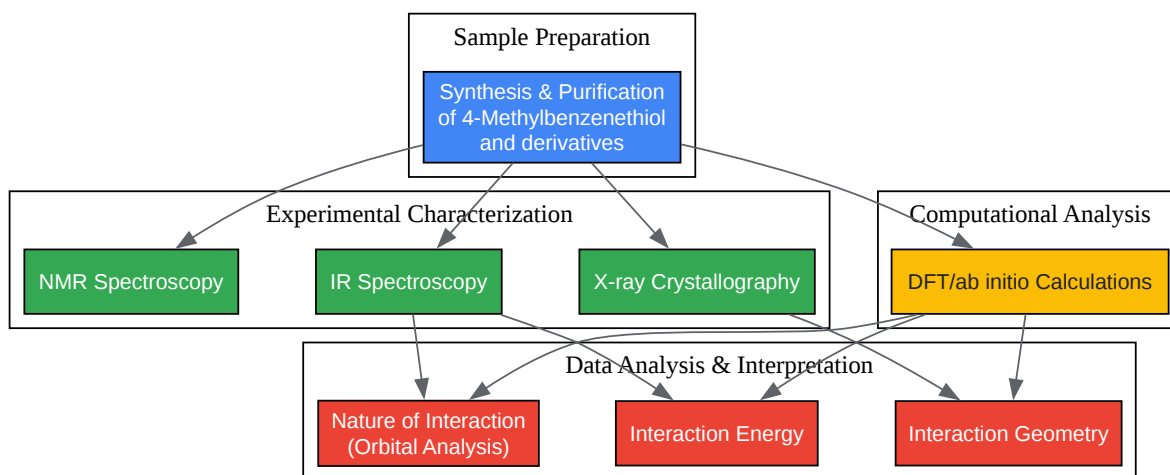 Sample Preparation
Synthesis & Purification
of 4-Methylbenzenethiol
and derivatives
Experimental Characterization
Computational Analysis
NMR Spectroscopy
IR Spectroscopy
X-ray Crystallography
DFT/ab initio Calculations
Data Analysis & Interpretation
Nature of Interaction
(Orbital Analysis)
Interaction Energy
Interaction Geometry